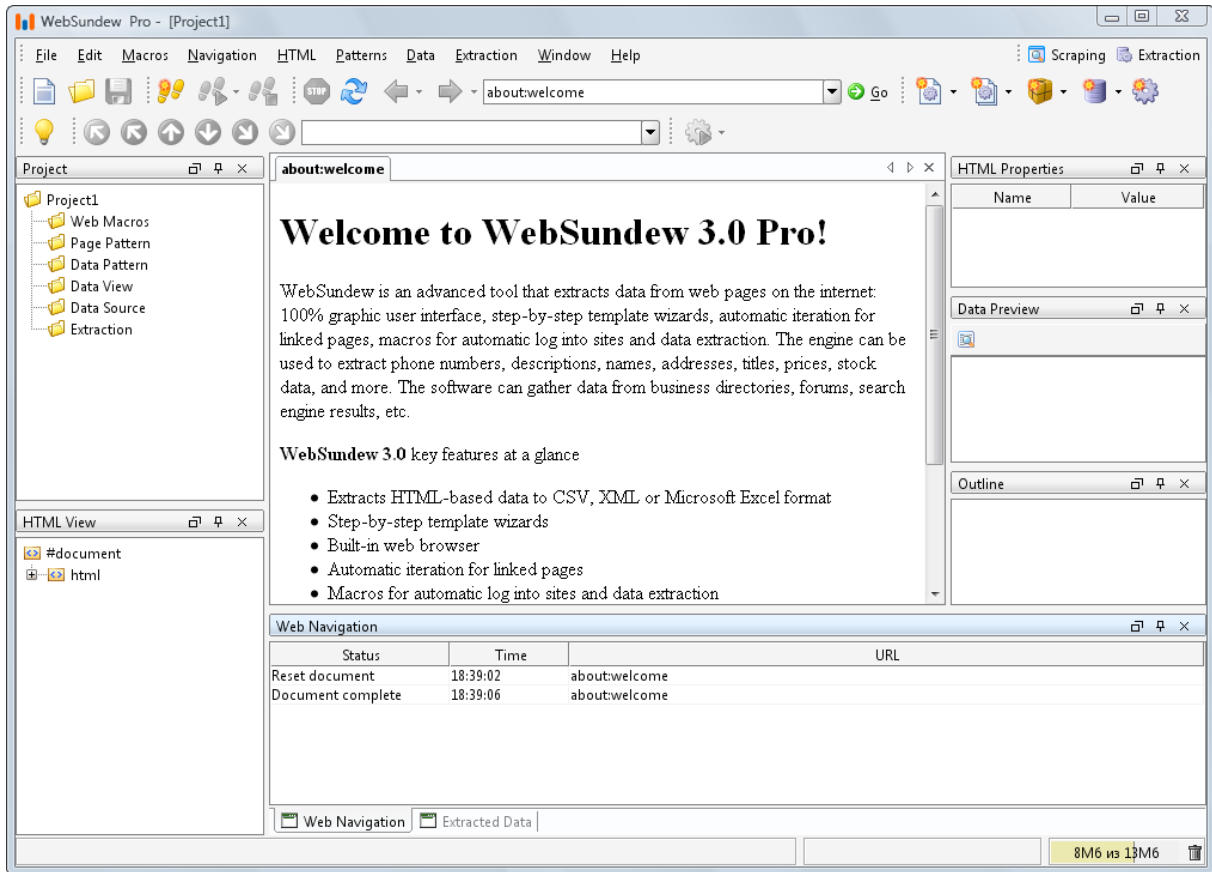 WebSundew Pro - [Project1]
File Edit Macros Navigation HTML Patterns Data Extraction Window Help Scraping Extraction
STOP about:welcome Go
Project
Project1
Web Macros
Page Pattern
Data Pattern
Data View
Data Source
Extraction
HTML View
#document
html
about:welcome
Welcome to WebSundew 3.0 Pro!
WebSundew is an advanced tool that extracts data from web pages on the internet:
100% graphic user interface, step-by-step template wizards, automatic iteration for
linked pages, macros for automatic log into sites and data extraction. The engine can be
used to extract phone numbers, descriptions, names, addresses, titles, prices, stock
data, and more. The software can gather data from business directories, forums, search
engine results, etc.
WebSundew 3.0 key features at a glance
• Extracts HTML-based data to CSV, XML or Microsoft Excel format
• Step-by-step template wizards
• Built-in web browser
• Automatic iteration for linked pages
• Macros for automatic log into sites and data extraction
HTML Properties
Name Value
Data Preview
Outline
Web Navigation
Status Time URL
Reset document 18:39:02 about:welcome
Document complete 18:39:06 about:welcome
Web Navigation Extracted Data
8Мб из 13Мб